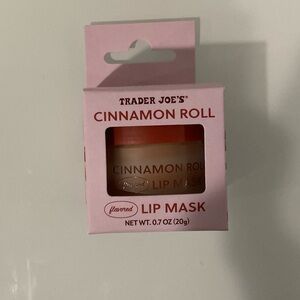 TRADER JOE'S®
CINNAMON ROLL
CINNAMON ROLL
LIP MASK
flavored LIP MASK
NET WT. 0.7 OZ (20g)